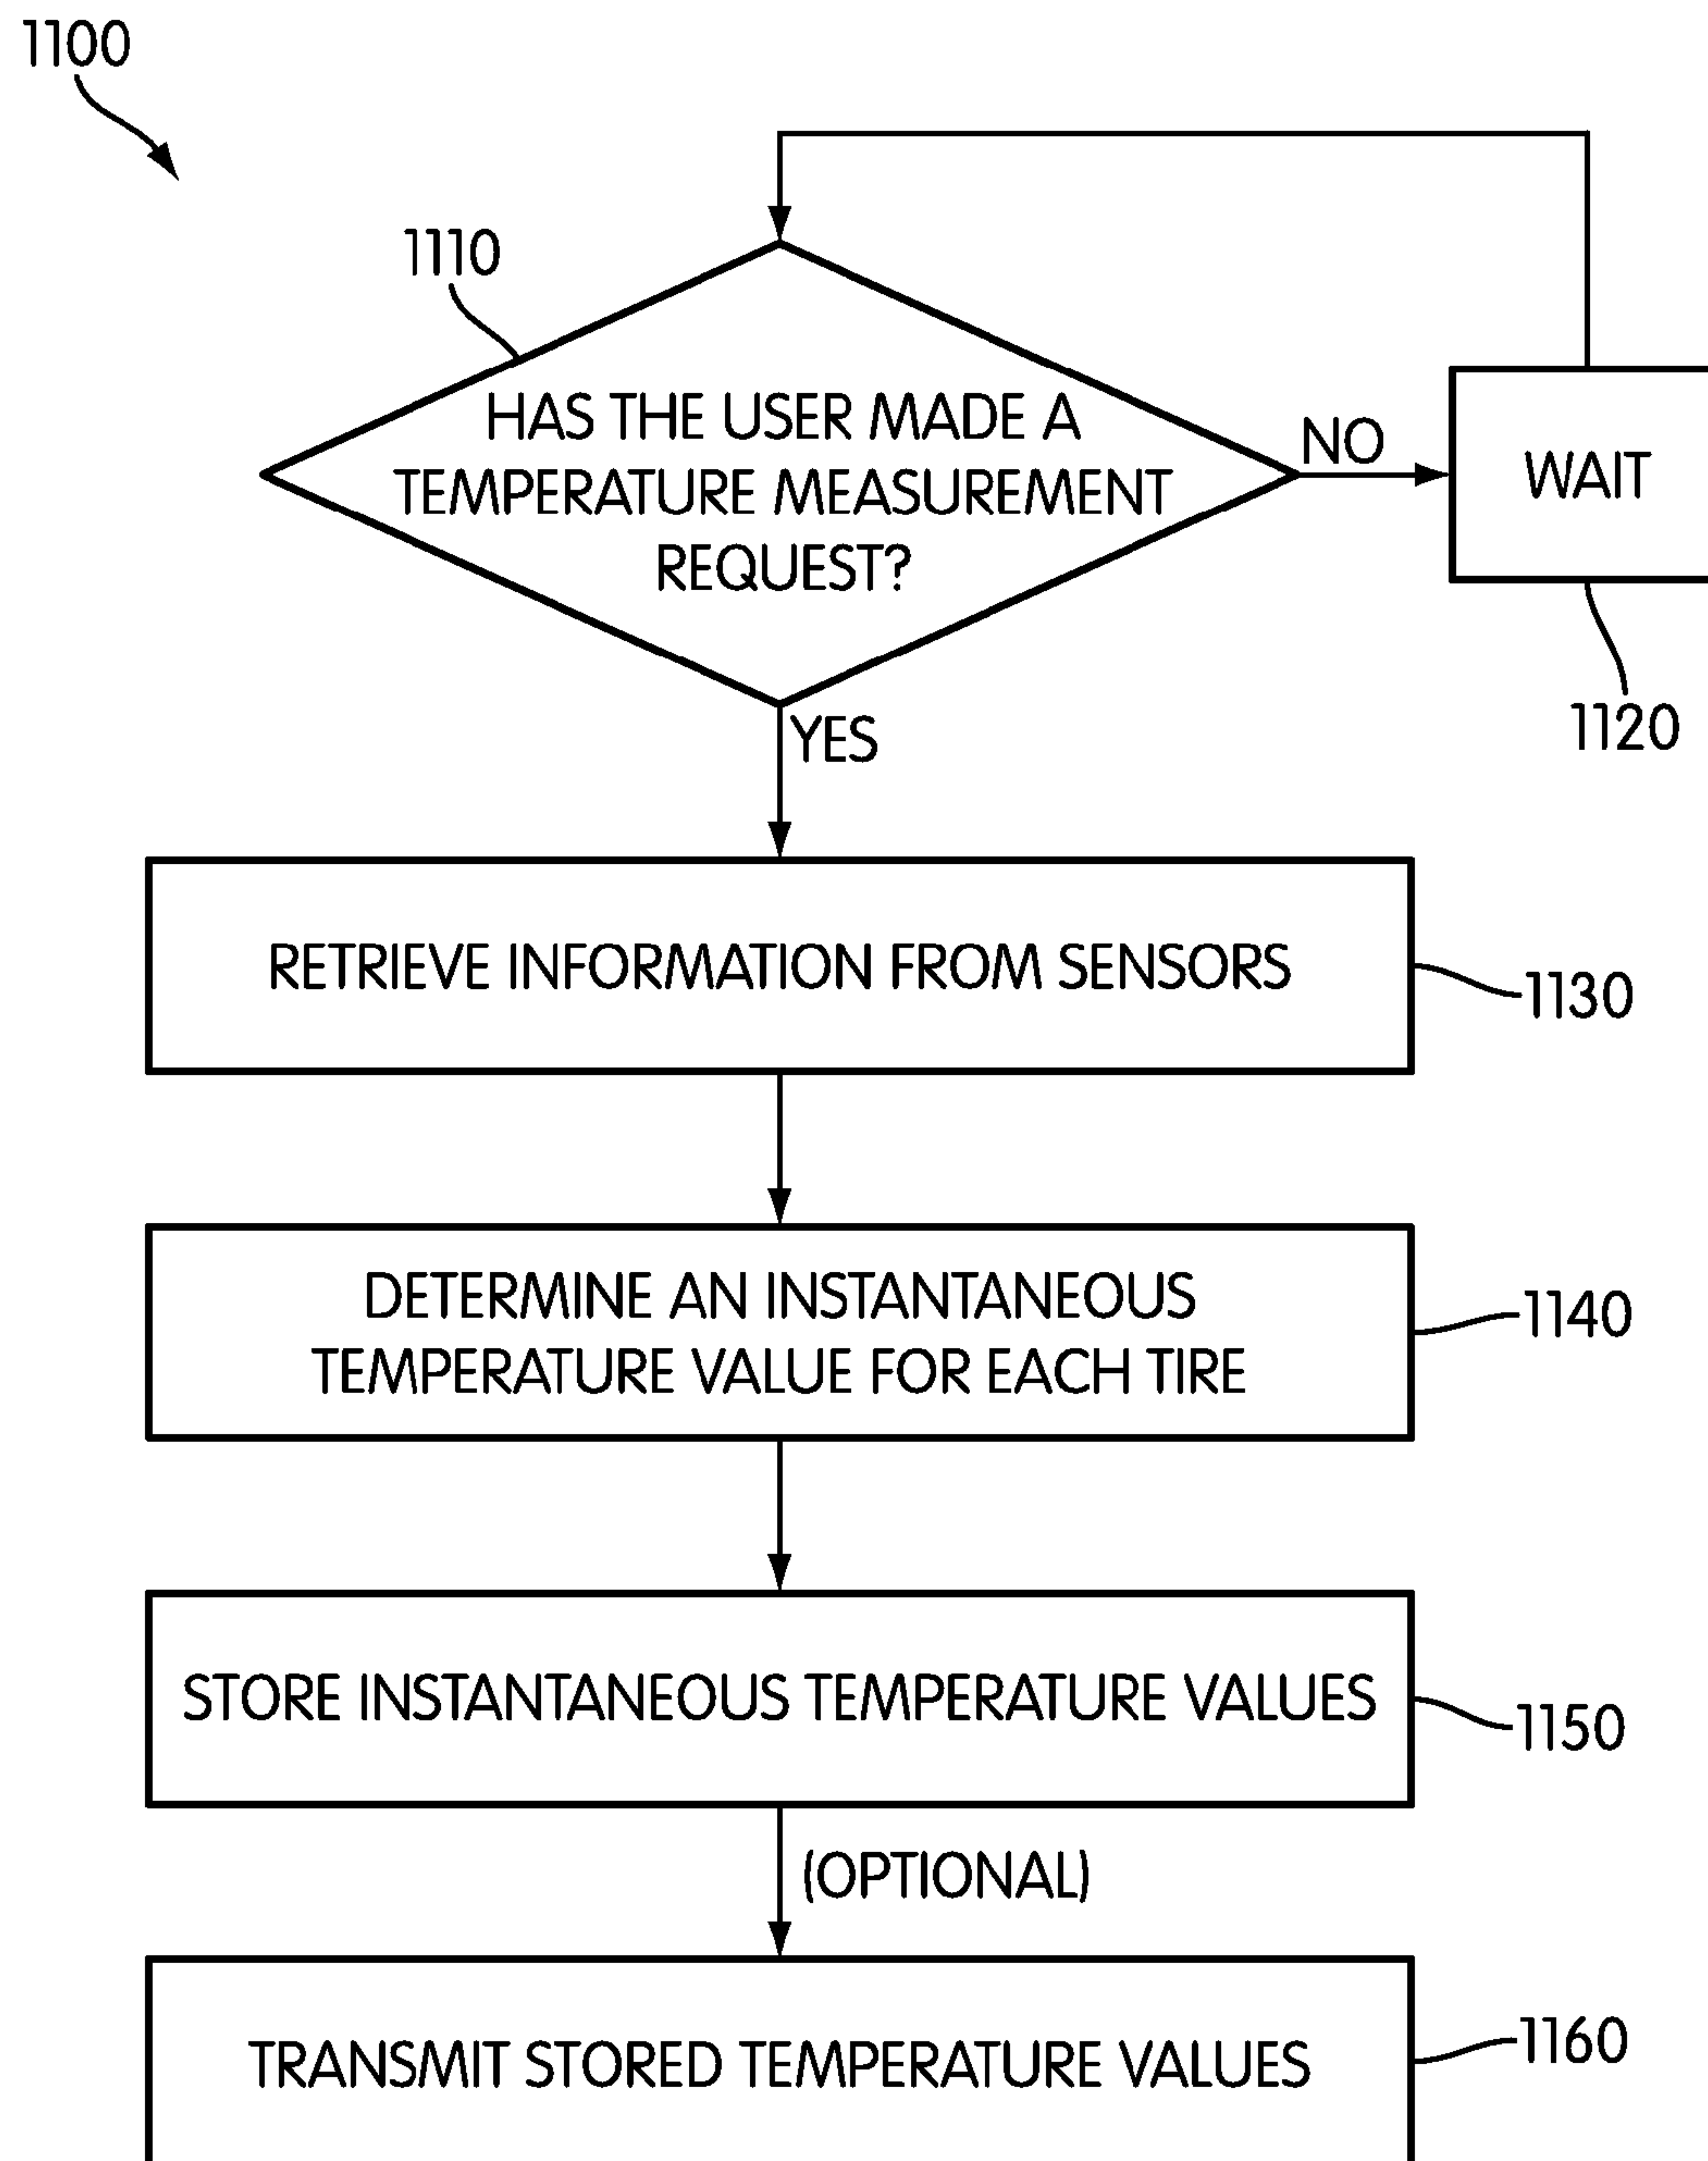 1100
1110
HAS THE USER MADE A
TEMPERATURE MEASUREMENT
REQUEST?
NO
WAIT
1120
YES
RETRIEVE INFORMATION FROM SENSORS
1130
DETERMINE AN INSTANTANEOUS
TEMPERATURE VALUE FOR EACH TIRE
1140
STORE INSTANTANEOUS TEMPERATURE VALUES
1150
(OPTIONAL)
TRANSMIT STORED TEMPERATURE VALUES
1160